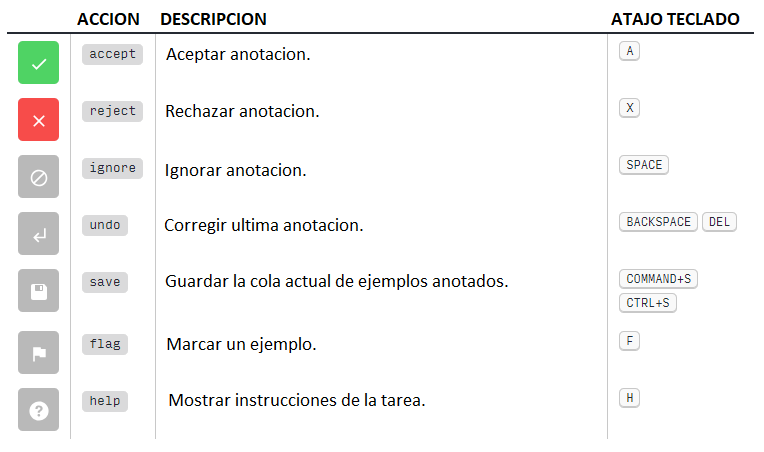 ACCION DESCRIPCION ATAJO TECLADO
accept Aceptar anotacion. A
reject Rechazar anotacion. X
ignore Ignorar anotacion. SPACE
undo Corregir ultima anotacion. BACKSPACE DEL
save Guardar la cola actual de ejemplos anotados. COMMAND+S
CTRL+S
flag Marcar un ejemplo. F
help Mostrar instrucciones de la tarea. H